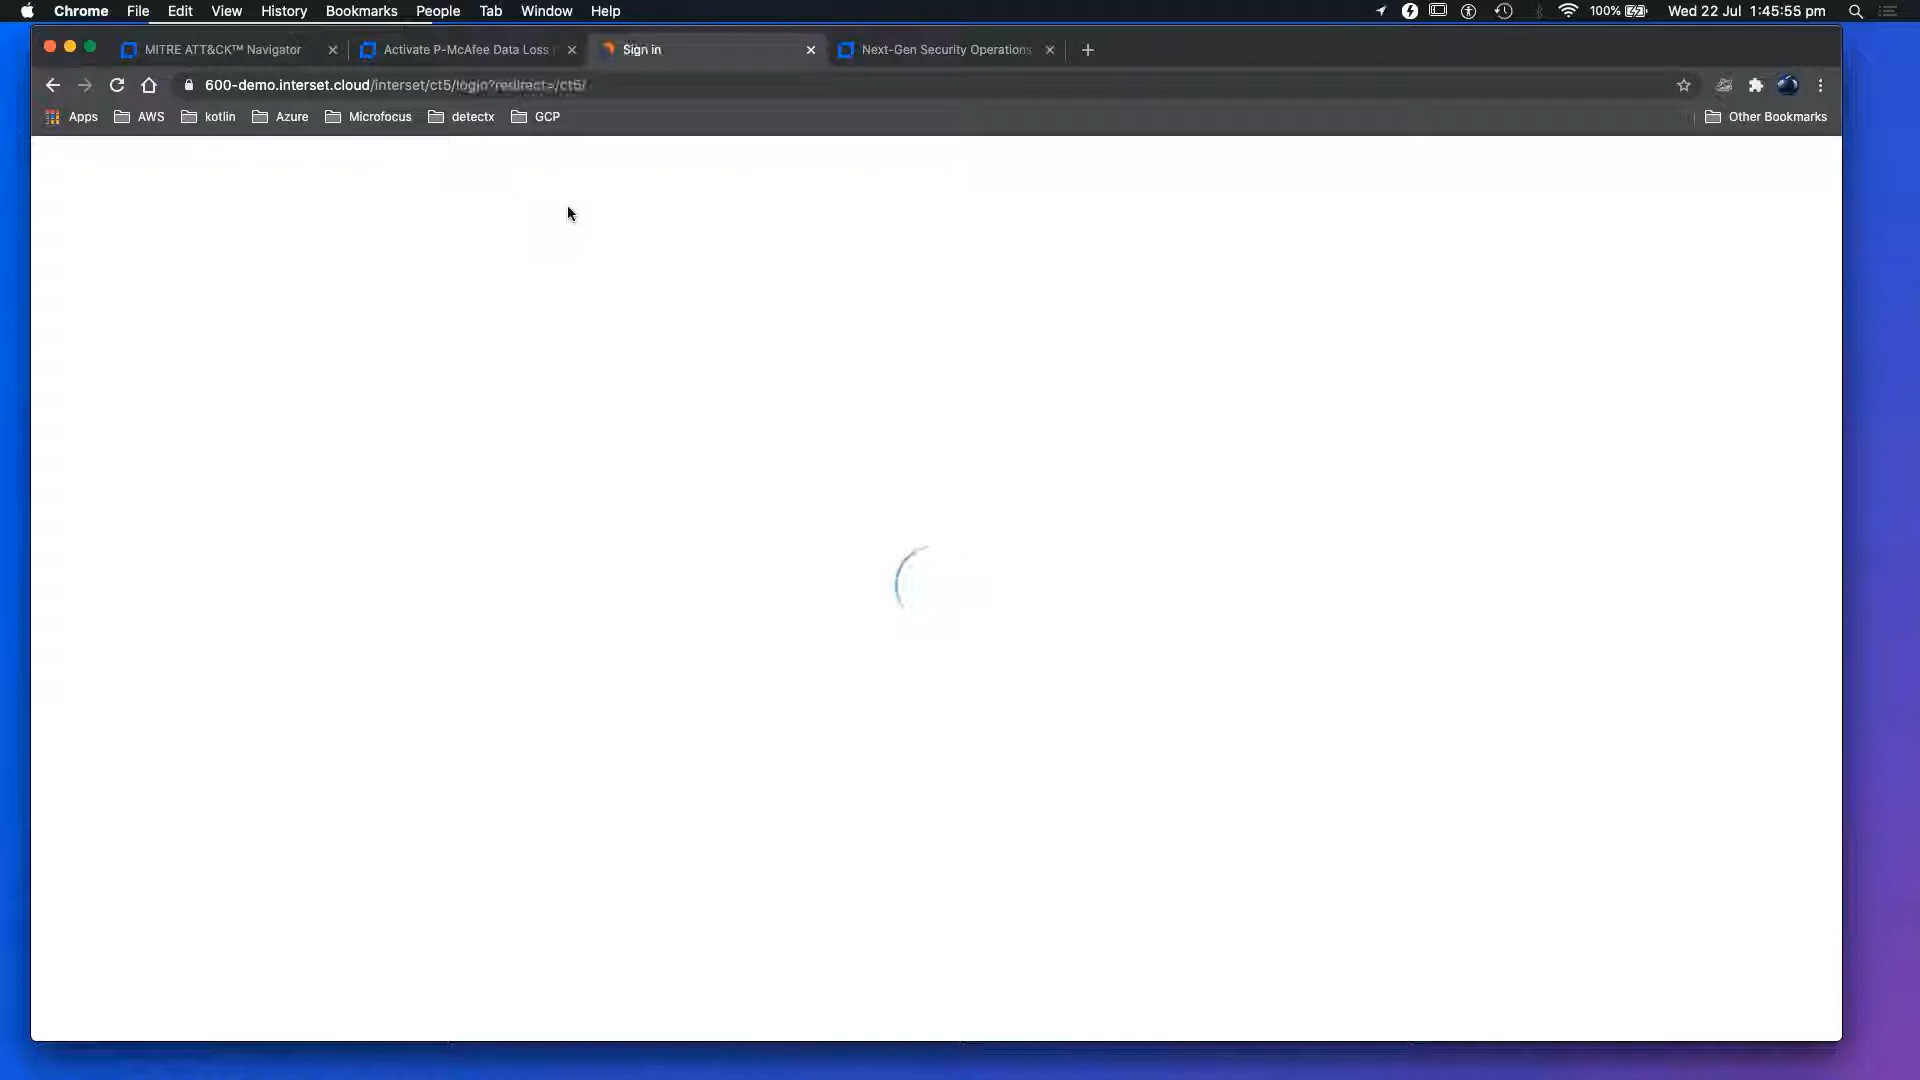 Chrome File Edit View History Bookmarks People Tab Window Help 100% Wed 22 Jul 1:45:55 pm
MITRE ATT&CK™ Navigator Activate P-McAfee Data Loss Sign in Next-Gen Security Operations
600-demo.interset.cloud/interset/ct5/login?redirect=/ct5/
Apps AWS kotlin Azure Microfocus detectx GCP Other Bookmarks